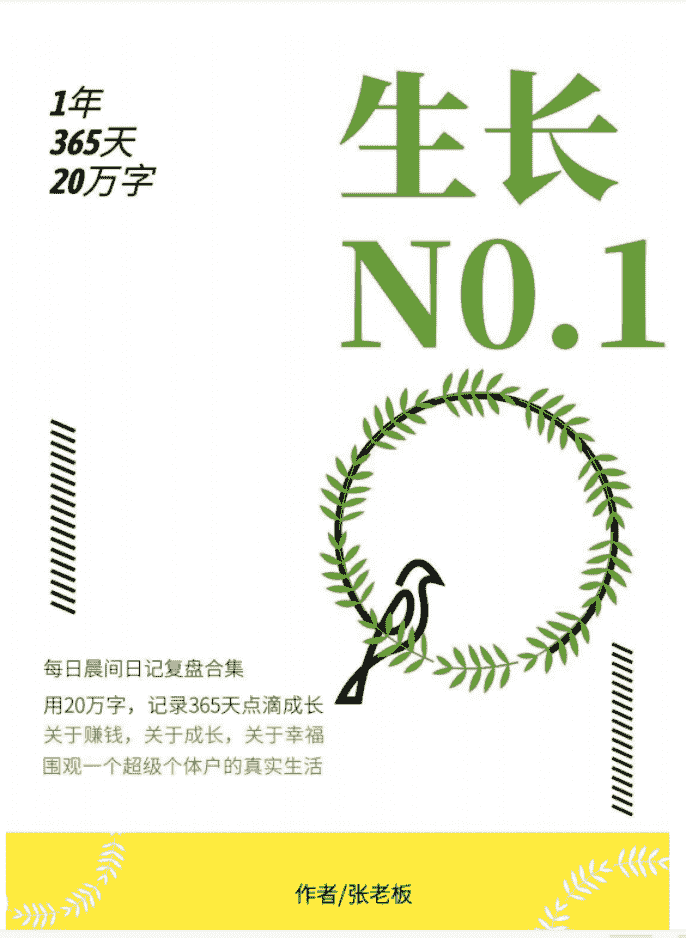 1年
365天
20万字
生长
NO.1
每日晨间日记复盘合集
用20万字，记录365天点滴成长
关于赚钱，关于成长，关于幸福
围观一个超级个体户的真实生活
作者/张老板